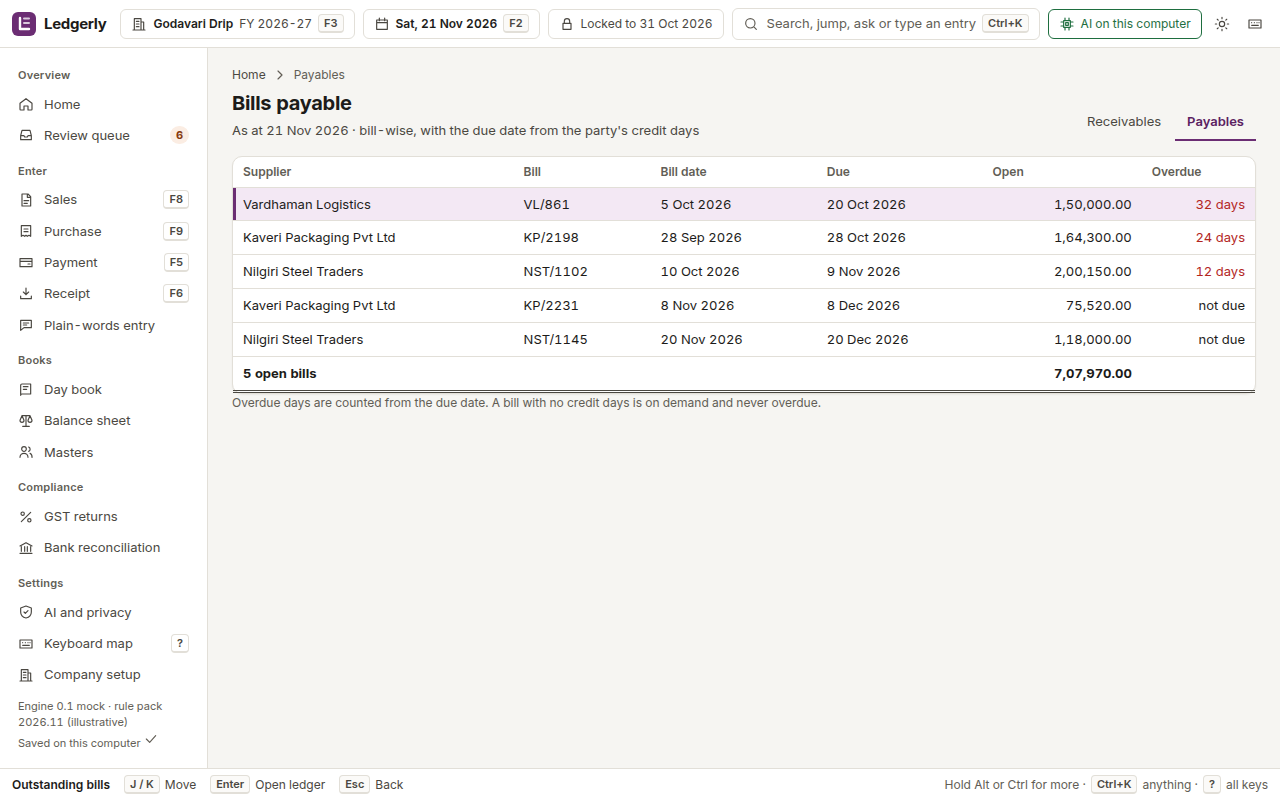 Ledgerly
Godavari Drip FY 2026-27 F3
Sat, 21 Nov 2026 F2
Locked to 31 Oct 2026
Search, jump, ask or type an entry Ctrl+K
AI on this computer
Overview
Home
Review queue 6
Enter
Sales F8
Purchase F9
Payment F5
Receipt F6
Plain-words entry
Books
Day book
Balance sheet
Masters
Compliance
GST returns
Bank reconciliation
Settings
AI and privacy
Keyboard map ?
Company setup
Engine 0.1 mock · rule pack
2026.11 (illustrative)
Saved on this computer
Home > Payables
Bills payable
As at 21 Nov 2026 · bill-wise, with the due date from the party's credit days
Receivables Payables
Supplier Bill Bill date Due Open Overdue
Vardhaman Logistics VL/861 5 Oct 2026 20 Oct 2026 1,50,000.00 32 days
Kaveri Packaging Pvt Ltd KP/2198 28 Sep 2026 28 Oct 2026 1,64,300.00 24 days
Nilgiri Steel Traders NST/1102 10 Oct 2026 9 Nov 2026 2,00,150.00 12 days
Kaveri Packaging Pvt Ltd KP/2231 8 Nov 2026 8 Dec 2026 75,520.00 not due
Nilgiri Steel Traders NST/1145 20 Nov 2026 20 Dec 2026 1,18,000.00 not due
5 open bills 7,07,970.00
Overdue days are counted from the due date. A bill with no credit days is on demand and never overdue.
Outstanding bills J / K Move Enter Open ledger Esc Back
Hold Alt or Ctrl for more · Ctrl+K anything · ? all keys